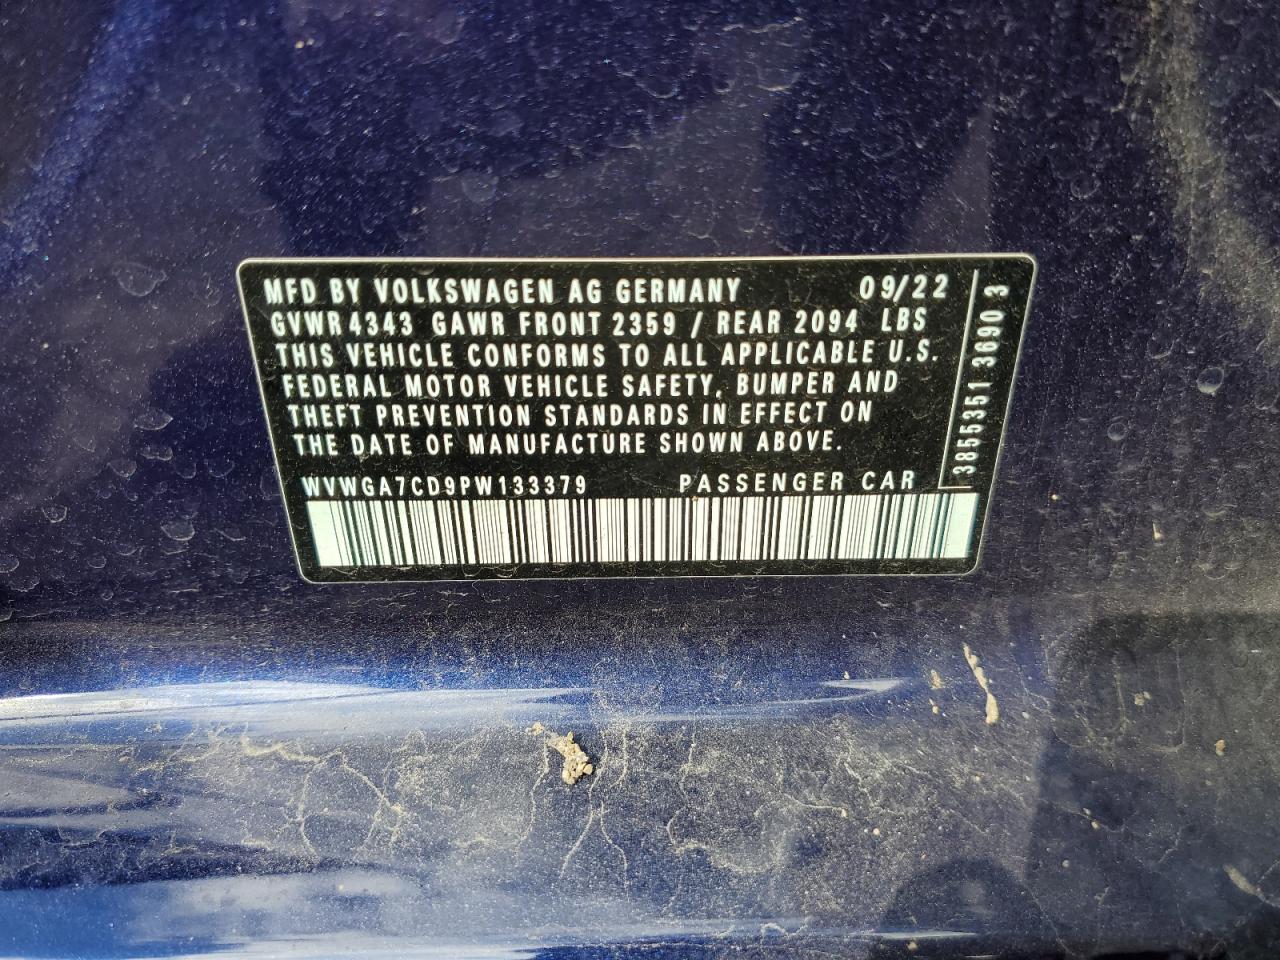 MFD BY VOLKSWAGEN AG GERMANY 09/22
GVWR 4343 GAWR FRONT 2359 / REAR 2094 LBS
THIS VEHICLE CONFORMS TO ALL APPLICABLE U.S.
FEDERAL MOTOR VEHICLE SAFETY, BUMPER AND
THEFT PREVENTION STANDARDS IN EFFECT ON
THE DATE OF MANUFACTURE SHOWN ABOVE.
WVWGA7CD9PW133379 PASSENGER CAR
3855351 3690 3